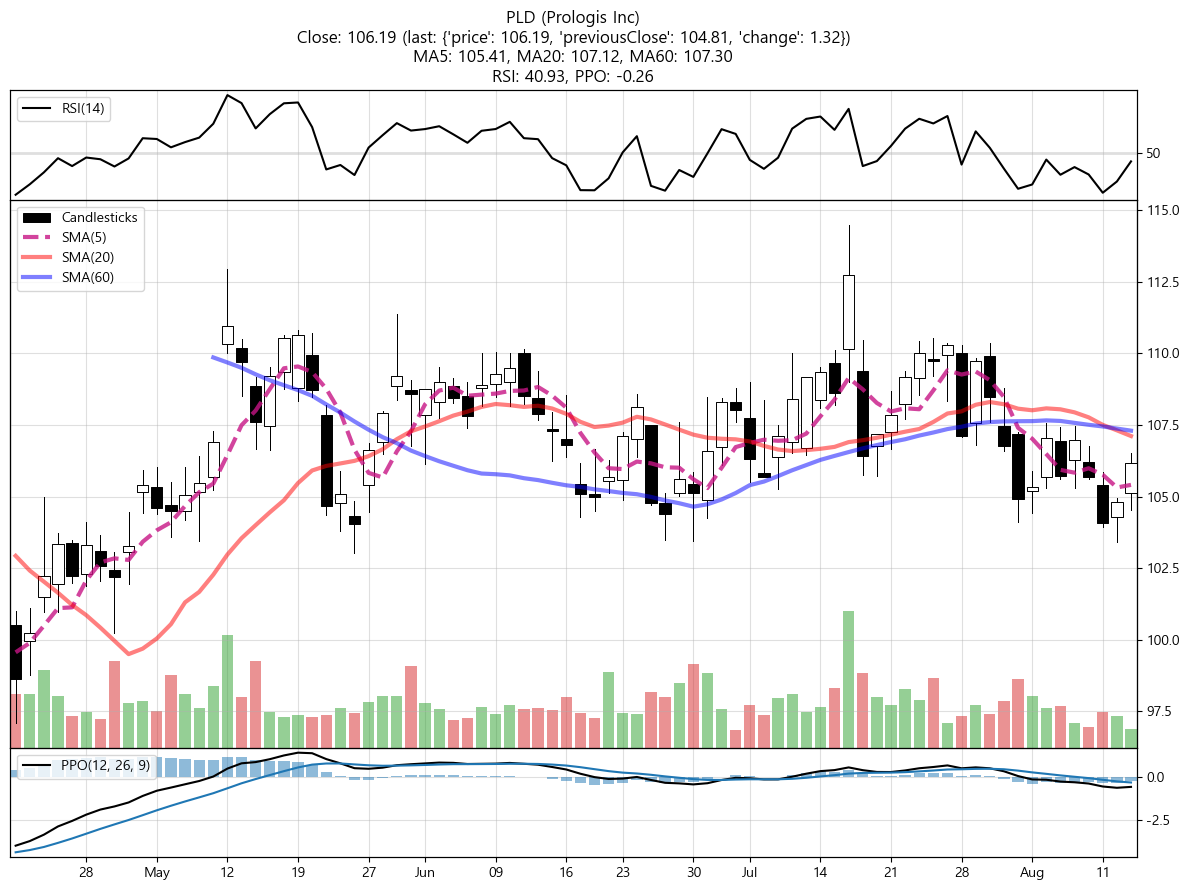 PLD (Prologis Inc)
Close: 106.19 (last: {'price': 106.19, 'previousClose': 104.81, 'change': 1.32})
MA5: 105.41, MA20: 107.12, MA60: 107.30
RSI: 40.93, PPO: -0.26
RSI(14)
50
Candlesticks
SMA(5)
SMA(20)
SMA(60)
115.0
112.5
110.0
107.5
105.0
102.5
100.0
97.5
PPO(12, 26, 9)
0.0
-2.5
28 May 12 19 27 Jun 09 16 23 30 Jul 14 21 28 Aug 11